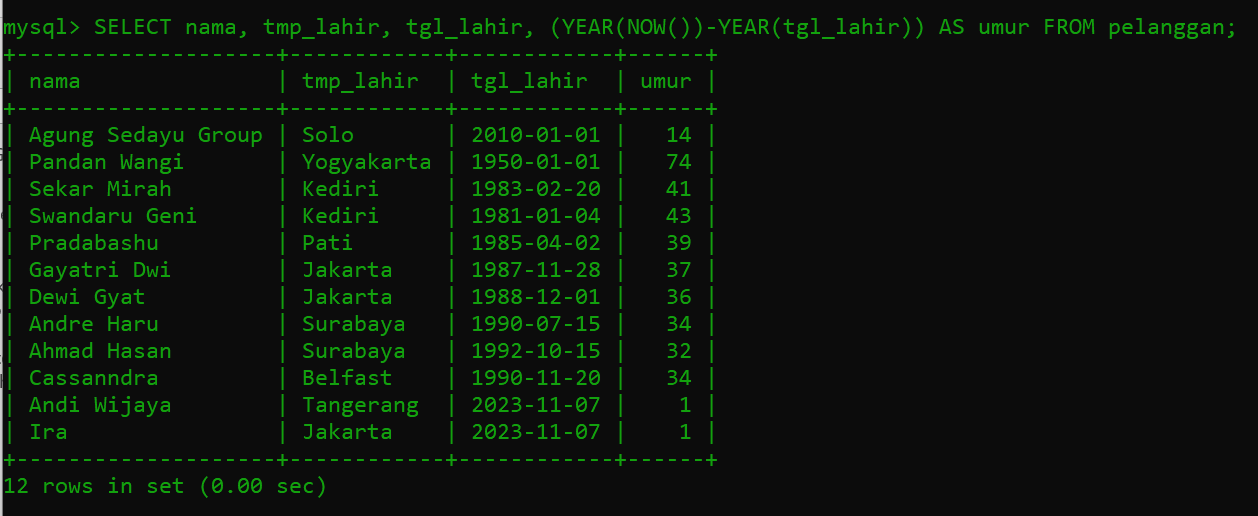 mysql> SELECT nama, tmp_lahir, tgl_lahir, (YEAR(NOW())-YEAR(tgl_lahir)) AS umur FROM pelanggan;
+--------------------+------------+------------+------+
| nama               | tmp_lahir  | tgl_lahir  | umur |
+--------------------+------------+------------+------+
| Agung Sedayu Group | Solo       | 2010-01-01 |   14 |
| Pandan Wangi       | Yogyakarta | 1950-01-01 |   74 |
| Sekar Mirah        | Kediri     | 1983-02-20 |   41 |
| Swandaru Geni      | Kediri     | 1981-01-04 |   43 |
| Pradabashu         | Pati       | 1985-04-02 |   39 |
| Gayatri Dwi        | Jakarta    | 1987-11-28 |   37 |
| Dewi Gyat          | Jakarta    | 1988-12-01 |   36 |
| Andre Haru         | Surabaya   | 1990-07-15 |   34 |
| Ahmad Hasan        | Surabaya   | 1992-10-15 |   32 |
| Cassanndra         | Belfast    | 1990-11-20 |   34 |
| Andi Wijaya        | Tangerang  | 2023-11-07 |    1 |
| Ira                | Jakarta    | 2023-11-07 |    1 |
+--------------------+------------+------------+------+
12 rows in set (0.00 sec)